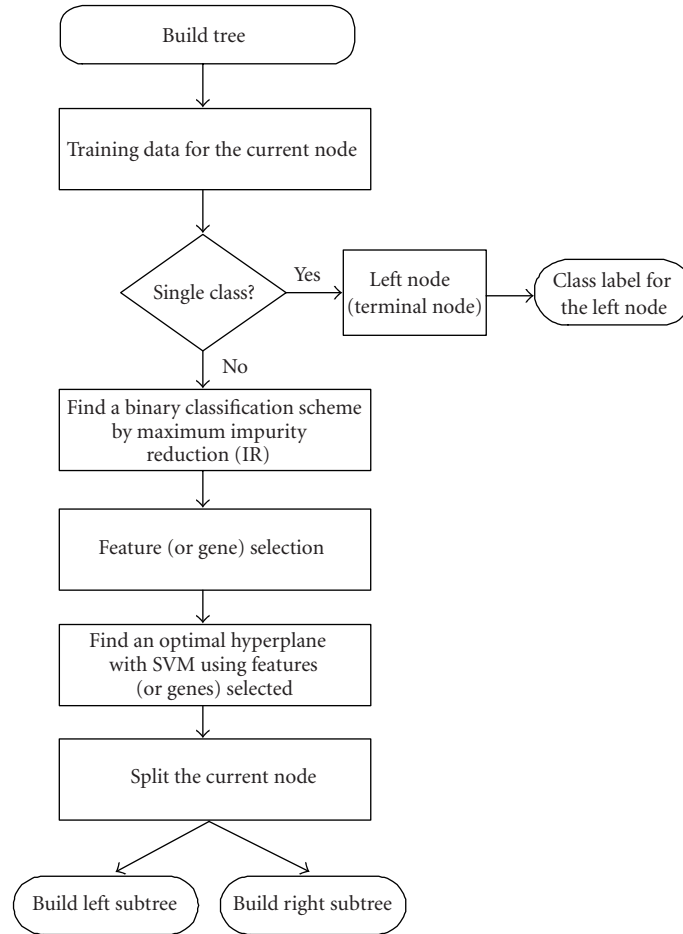 Build tree
Training data for the current node
Single class?
Yes
Left node
(terminal node)
Class label for
the left node
No
Find a binary classification scheme
by maximum impurity
reduction (IR)
Feature (or gene) selection
Find an optimal hyperplane
with SVM using features
(or genes) selected
Split the current node
Build left subtree
Build right subtree